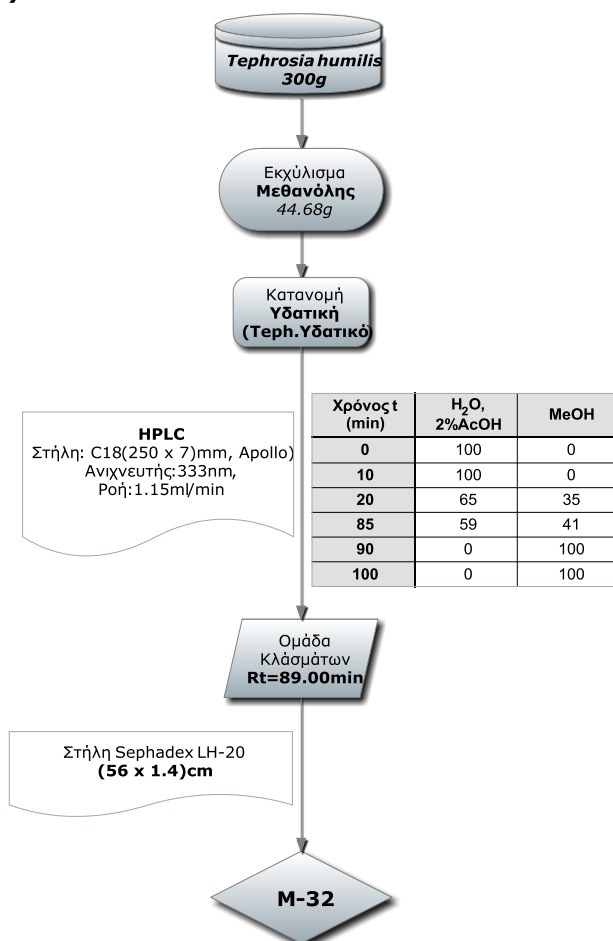 Tephrosia humilis
300g
Εκχύλισμα
Μεθανόλης
44.68g
Κατανομή
Υδατική
(Teph.Υδατικό)
HPLC
Στήλη: C18(250 x 7)mm, Apollo)
Ανιχνευτής:333nm,
Ροή:1.15ml/min
Χρόνος t (min) H2O, 2%AcOH MeOH
0 100 0
10 100 0
20 65 35
85 59 41
90 0 100
100 0 100
Ομάδα
Κλάσμάτων
Rt=89.00min
Στήλη Sephadex LH-20
(56 x 1.4)cm
M-32